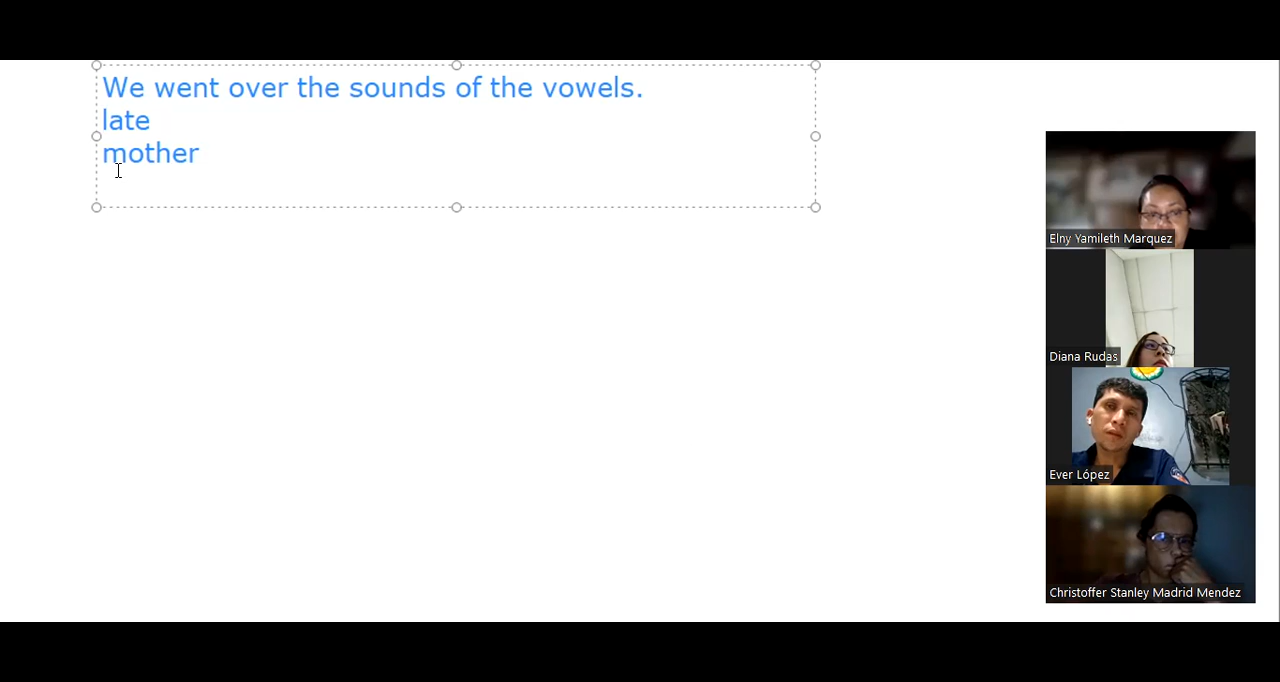 We went over the sounds of the vowels.
late
mother
Elny Yamileth Marquez
Diana Rudas
Ever López
Christoffer Stanley Madrid Mendez